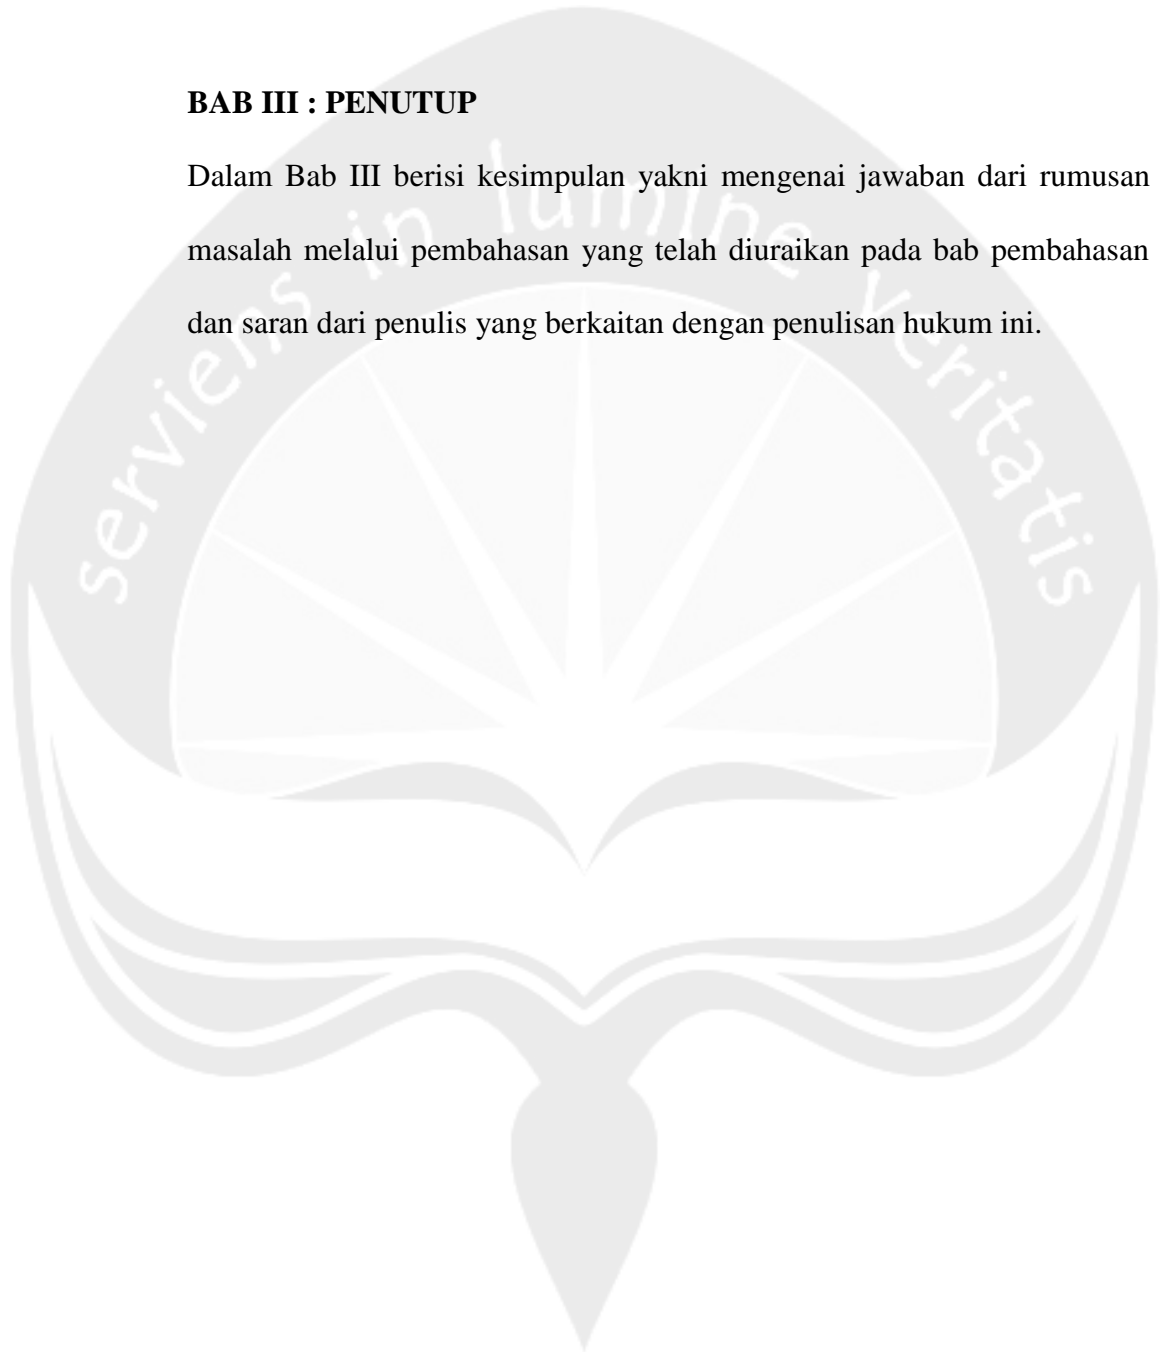 BAB III : PENUTUP
Dalam Bab III berisi kesimpulan yakni mengenai jawaban dari rumusan
masalah melalui pembahasan yang telah diuraikan pada bab pembahasan
dan saran dari penulis yang berkaitan dengan penulisan hukum ini.
serviens in lumine veritatis